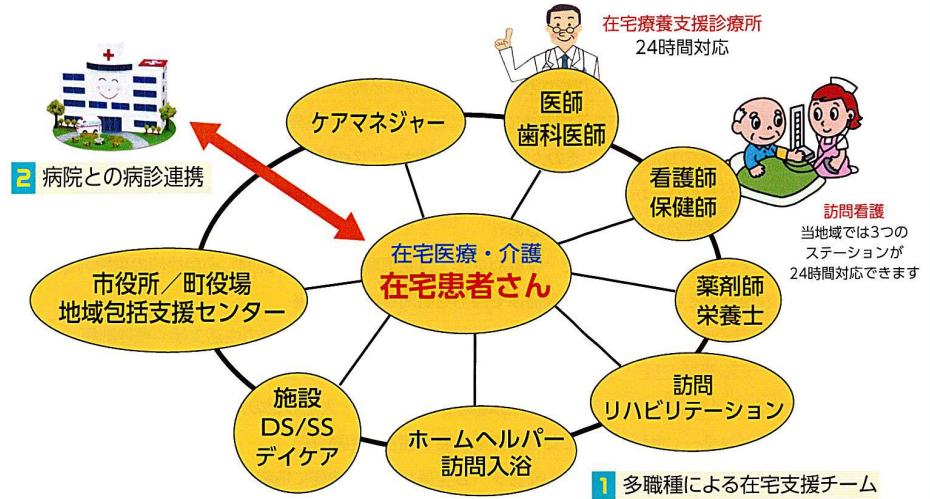 在宅療養支援診療所
24時間対応
医師
歯科医師
ケアマネジャー
2 病院との病診連携
看護師
保健師
訪問看護
当地域では3つの
ステーションが
24時間対応できます
在宅医療・介護
在宅患者さん
市役所／町役場
地域包括支援センター
薬剤師
栄養士
訪問
リハビリテーション
施設
DS/SS
デイケア
ホームヘルパー
訪問入浴
1 多職種による在宅支援チーム